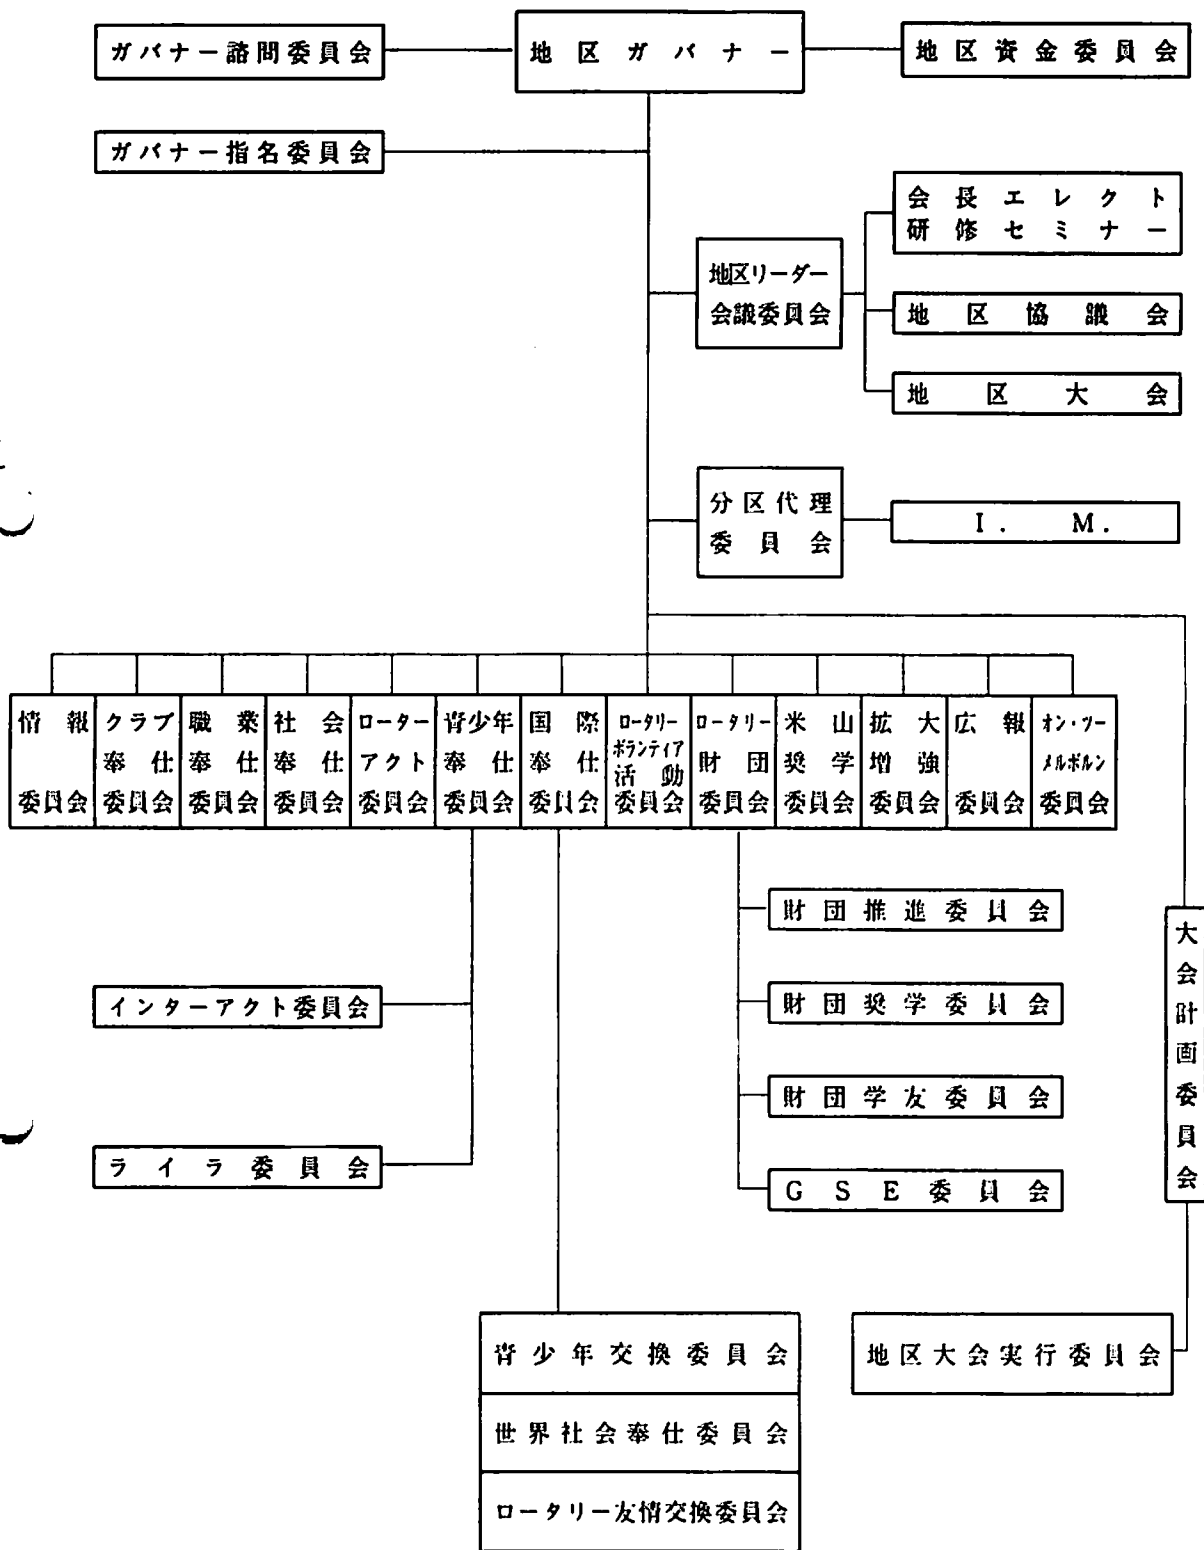 ガバナー諮問委員会
地区ガバナー
地区資金委員会
ガバナー指名委員会
会長エレクト
研修セミナー
地区リーダー
会議委員会
地区協議会
地区大会
分区代理
委員会
I. M.
情報
委員会
クラブ
奉仕
委員会
職業
奉仕
委員会
社会
奉仕
委員会
ローター
アクト
委員会
青少年
奉仕
委員会
国際
奉仕
委員会
ロータリー
ボランティア
活動
委員会
ロータリー
財団
委員会
米山
奨学
委員会
拡大
増強
委員会
広報
委員会
オン・ツー
メルボルン
委員会
財団推進委員会
大会計画委員会
インターアクト委員会
財団奨学委員会
財団学友委員会
ライラ委員会
GSE委員会
青少年交換委員会
地区大会実行委員会
世界社会奉仕委員会
ロータリー友情交換委員会